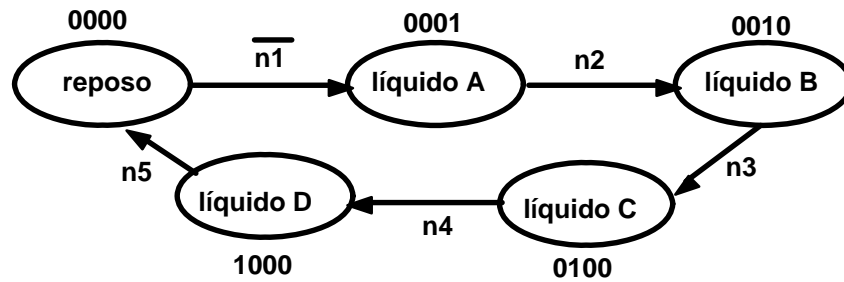 0000
0001
0010
reposo
n1
líquido A
n2
líquido B
n5
n3
líquido D
n4
líquido C
1000
0100